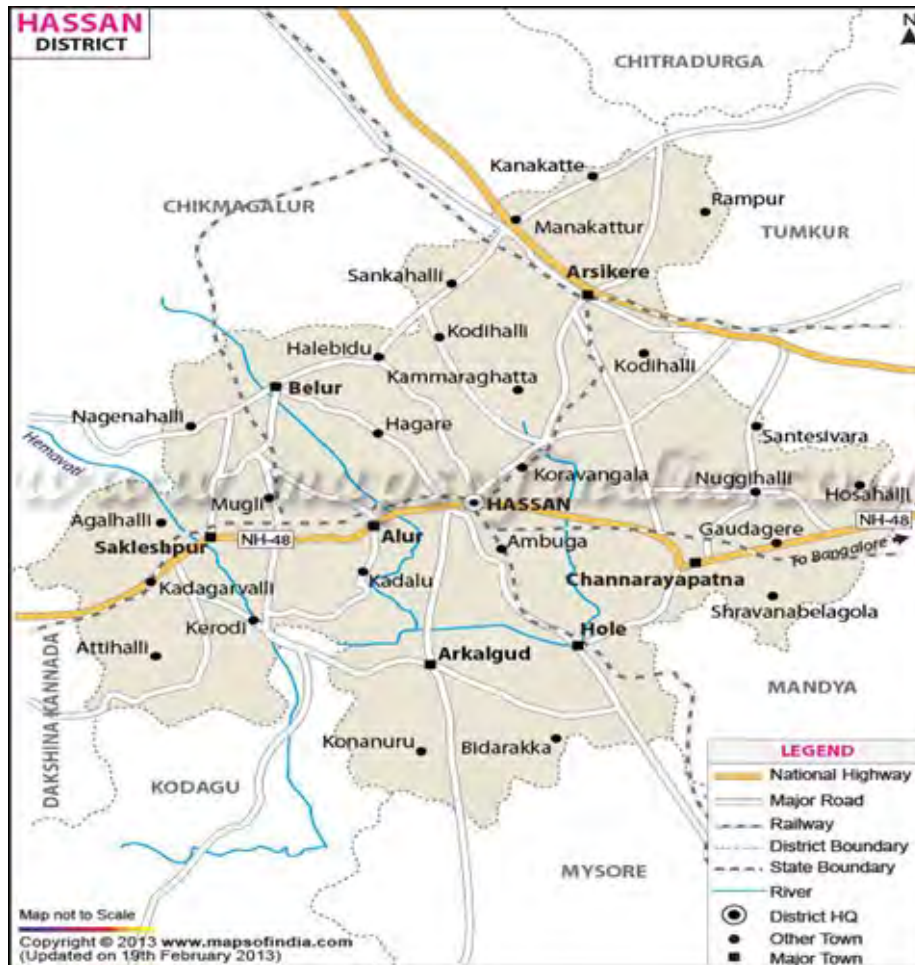 HASSAN
DISTRICT
N
CHITRADURGA
Kanakatte
Rampur
CHIKMAGALUR
Manakattur
TUMKUR
Arsikere
Sankahalli
Kodihalli
Halebidu
Kodihalli
Kammaraghatta
Belur
Nagenahalli
Hagare
Santesivara
Hemavoti
Koravangala
Nuggihalli
Hosahalli
Mugli
HASSAN
Agalhalli
Alur
Gaudagere
NH-48
Sakleshpur
NH-48
Ambuga
To Bangalore
Kadagarvalli
Kadalu
Channarayapatna
Shravanabelagola
Kerodi
Hole
Attihalli
Arkalgud
MANDYA
DAKSHINA KANNADA
Konanuru
Bidarakka
KODAGU
MYSORE
LEGEND
National Highway
Major Road
Railway
District Boundary
State Boundary
River
District HQ
Other Town
Major Town
Map not to Scale
Copyright © 2013 www.mapsofindia.com
(Updated on 19th February 2013)